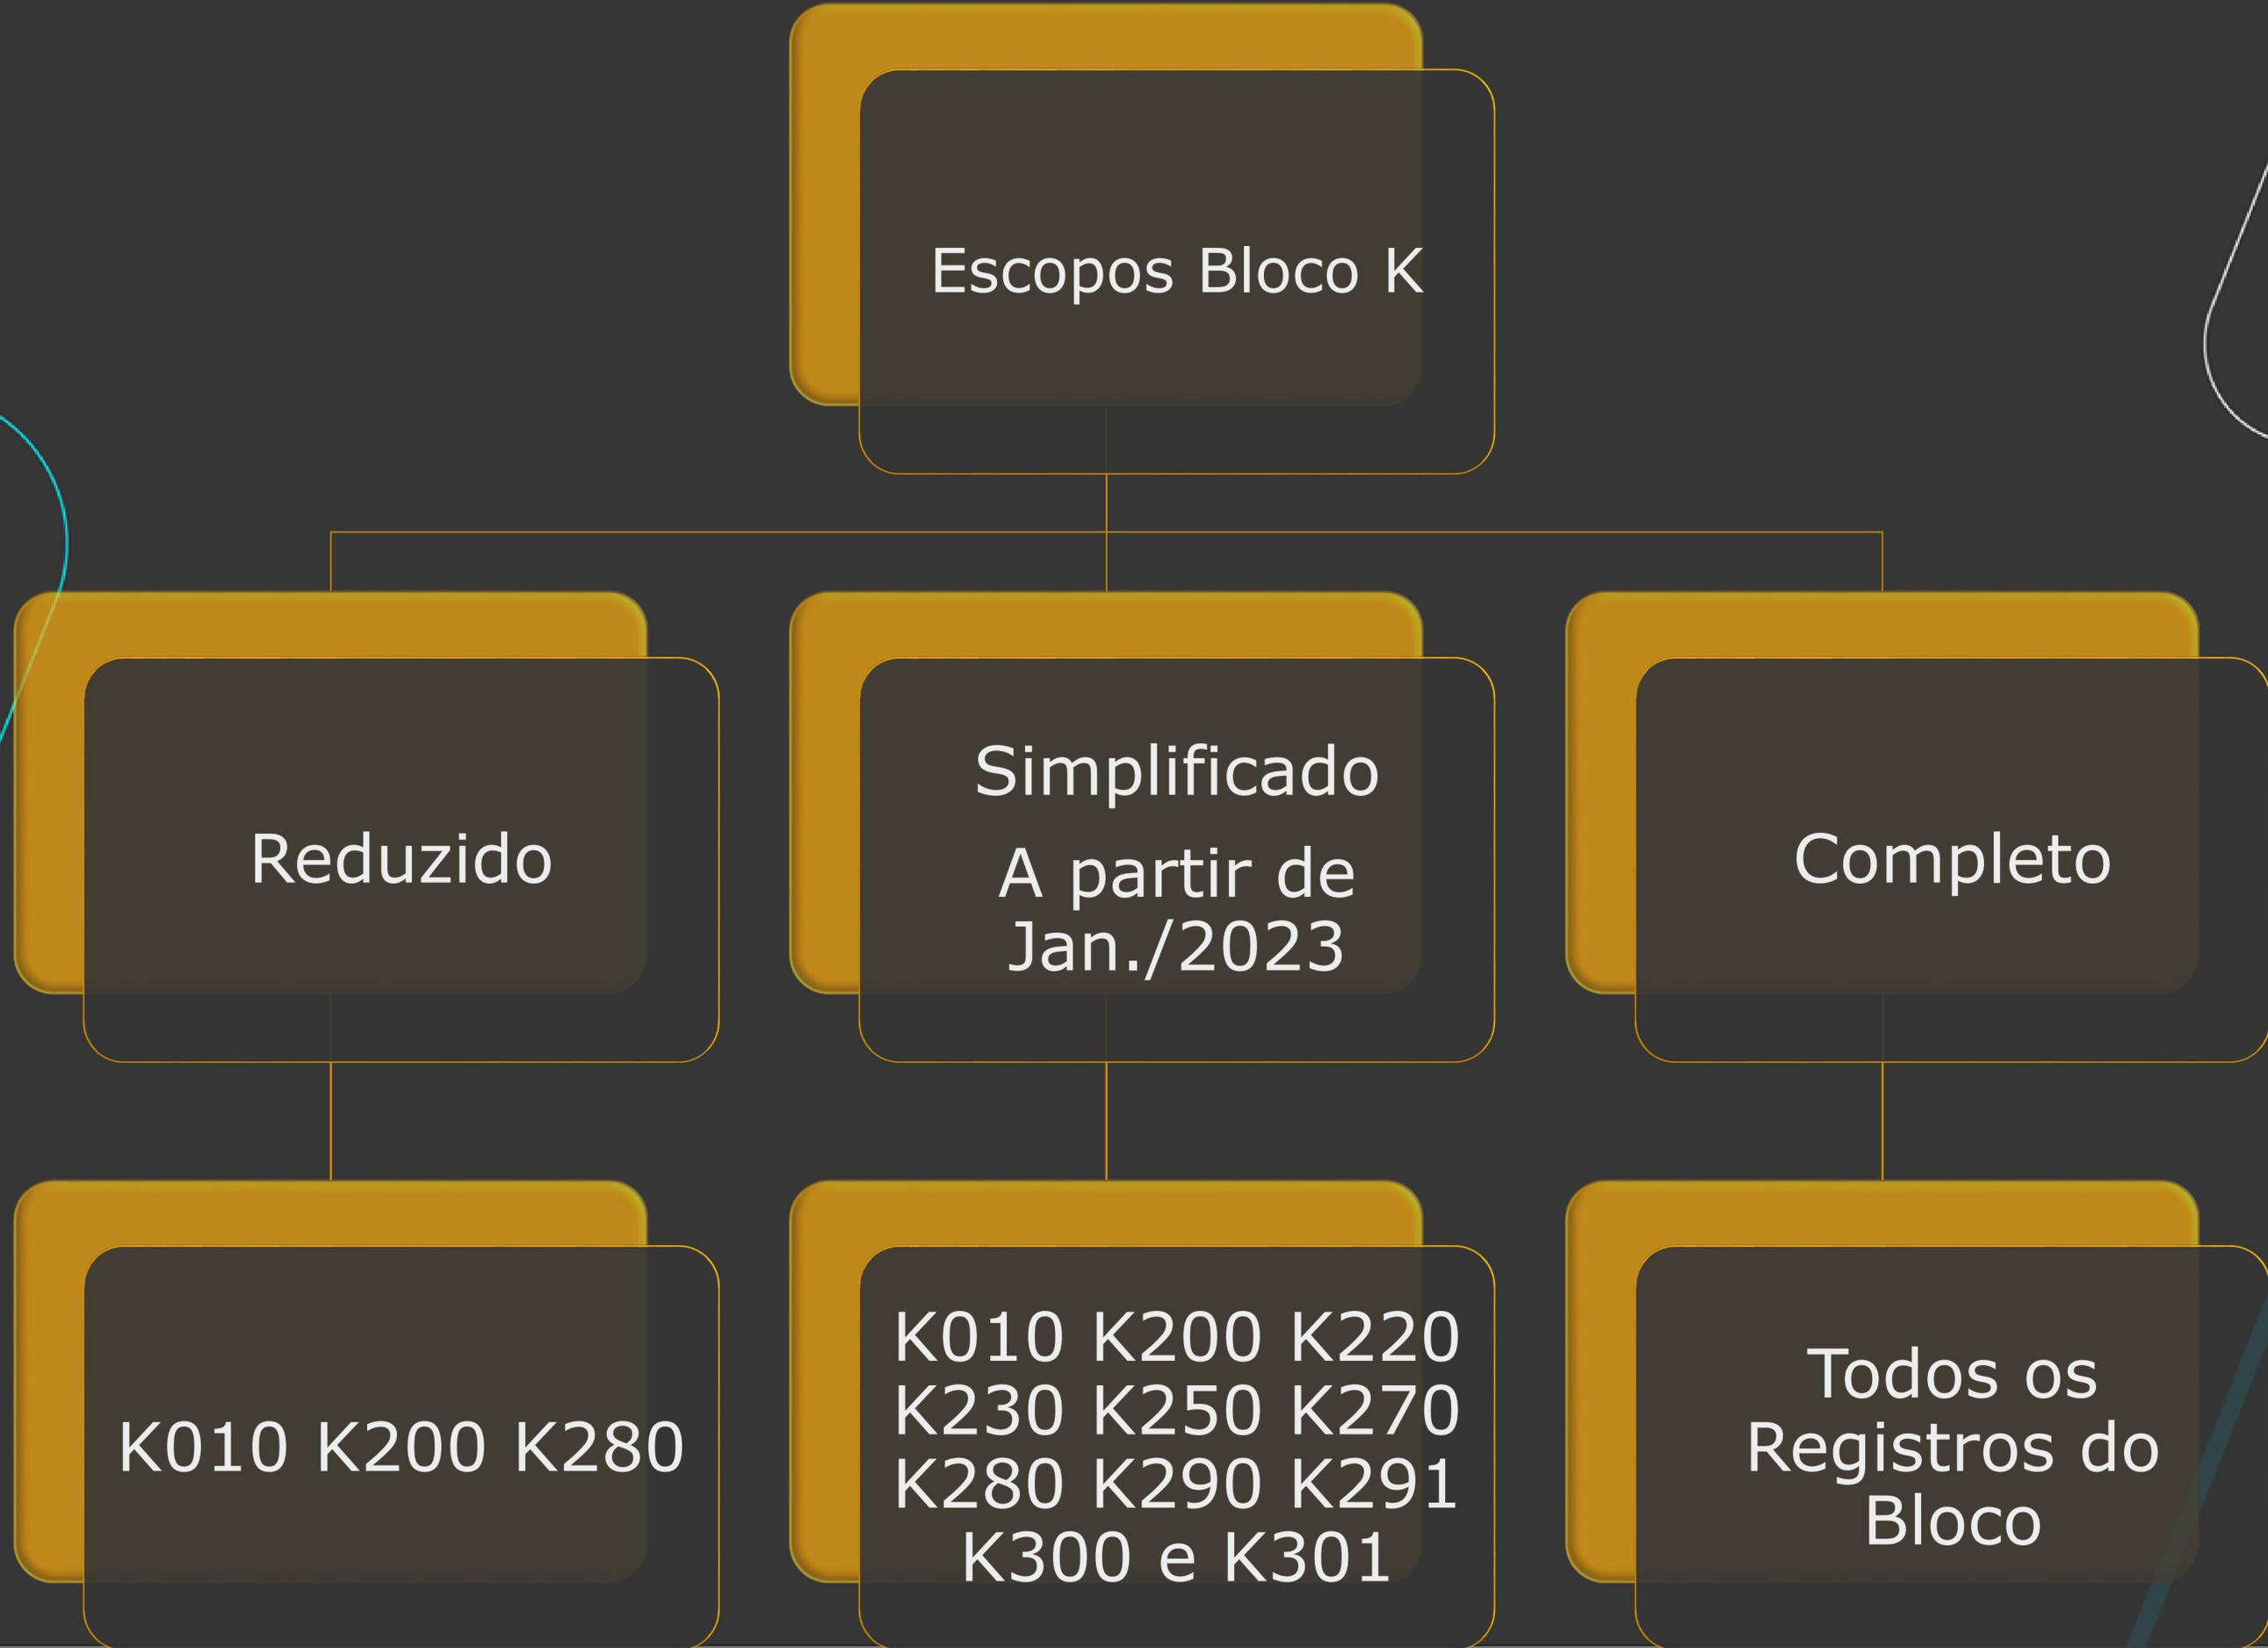 Escopos Bloco K
Reduzido
Simplificado
A partir de
Jan./2023
Completo
K010 K200 K280
K010 K200 K220
K230 K250 K270
K280 K290 K291
K300 e K301
Todos os
Registros do
Bloco